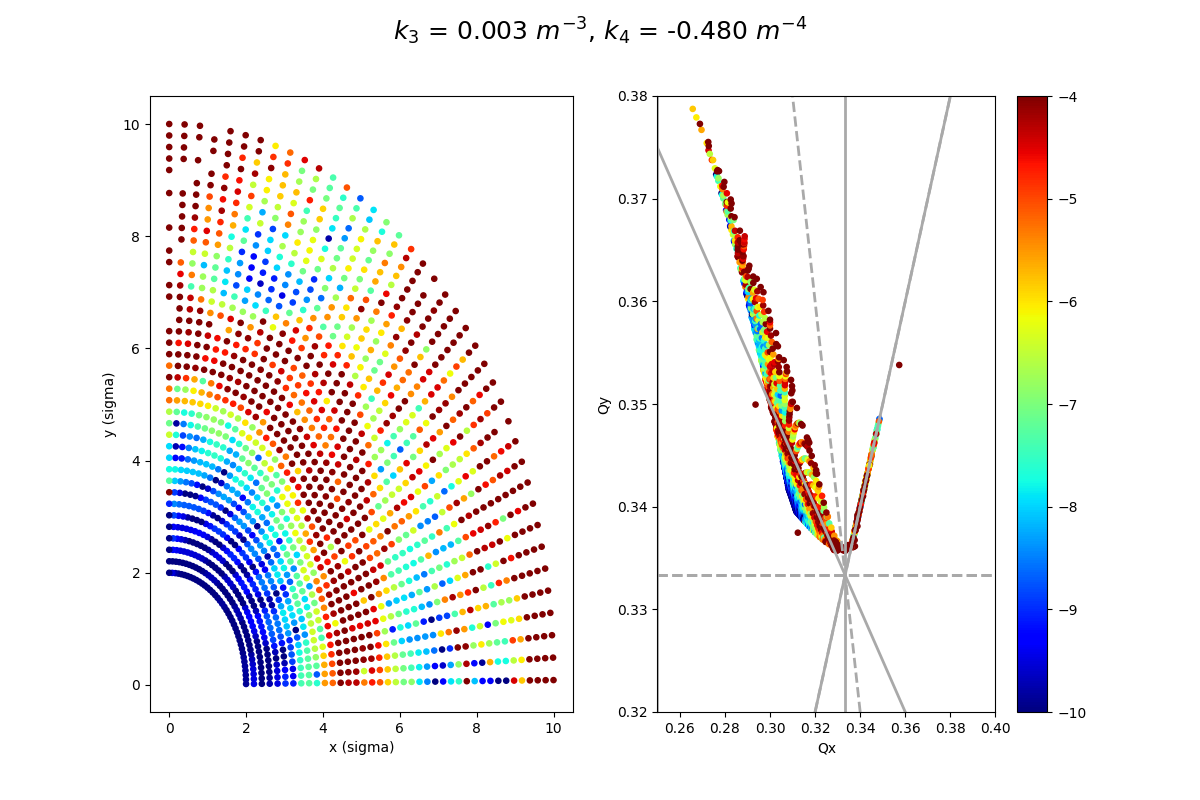 k₃ = 0.003 m⁻³, k₄ = -0.480 m⁻⁴
10
8
6
4
2
0
y (sigma)
0 2 4 6 8 10
x (sigma)
0.38
0.37
0.36
0.35
0.34
0.33
0.32
Qy
0.26 0.28 0.30 0.32 0.34 0.36 0.38 0.40
Qx
−4
−5
−6
−7
−8
−9
−10